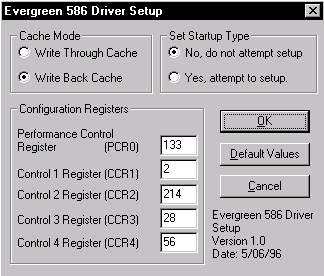 Evergreen 586 Driver Setup
Cache Mode
Write Through Cache
Write Back Cache
Set Startup Type
No, do not attempt setup
Yes, attempt to setup.
Configuration Registers
Performance Control
Register (PCR0) 133
Control 1 Register (CCR1) 2
Control 2 Register (CCR2) 214
Control 3 Register (CCR3) 28
Control 4 Register (CCR4) 56
OK
Default Values
Cancel
Evergreen 586 Driver
Setup
Version 1.0
Date: 5/06/96